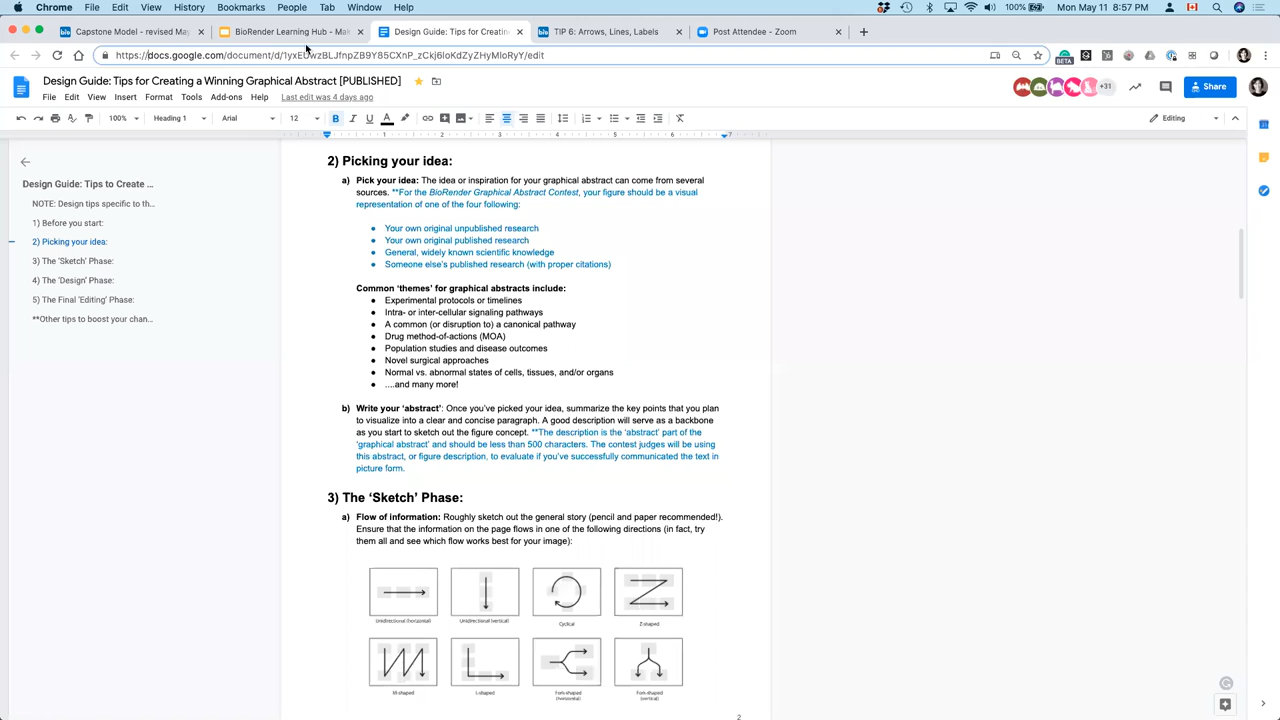 Chrome File Edit View History Bookmarks People Tab Window Help 100% Mon May 11 8:57 PM
Capstone Model - revised May
BioRender Learning Hub - Mak
Design Guide: Tips for Creatin
TIP 6: Arrows, Lines, Labels
Post Attendee - Zoom
BETA
Design Guide: Tips for Creating a Winning Graphical Abstract [PUBLISHED]
File Edit View Insert Format Tools Add-ons Help Last edit was 4 days ago
+31
Share
100% Heading 1 Arial 12 B I U A Editing
1 2 3 4 5 6 7
Design Guide: Tips to Create ...
NOTE: Design tips specific to th...
1) Before you start:
2) Picking your idea:
3) The 'Sketch' Phase:
4) The 'Design' Phase:
5) The Final 'Editing' Phase:
**Other tips to boost your chan...
2) Picking your idea:
a) Pick your idea: The idea or inspiration for your graphical abstract can come from several
sources. **For the BioRender Graphical Abstract Contest, your figure should be a visual
representation of one of the four following:
● Your own original unpublished research
● Your own original published research
● General, widely known scientific knowledge
● Someone else's published research (with proper citations)
Common 'themes' for graphical abstracts include:
● Experimental protocols or timelines
● Intra- or inter-cellular signaling pathways
● A common (or disruption to) a canonical pathway
● Drug method-of-actions (MOA)
● Population studies and disease outcomes
● Novel surgical approaches
● Normal vs. abnormal states of cells, tissues, and/or organs
● ....and many more!
b) Write your 'abstract': Once you've picked your idea, summarize the key points that you plan
to visualize into a clear and concise paragraph. A good description will serve as a backbone
as you start to sketch out the figure concept. **The description is the 'abstract' part of the
'graphical abstract' and should be less than 500 characters. The contest judges will be using
this abstract, or figure description, to evaluate if you've successfully communicated the text in
picture form.
3) The 'Sketch' Phase:
a) Flow of information: Roughly sketch out the general story (pencil and paper recommended!).
Ensure that the information on the page flows in one of the following directions (in fact, try
them all and see which flow works best for your image):
Unidirectional (horizontal) Unidirectional (vertical) Cyclical Z-shaped
M-shaped L-shaped Fork-shaped (horizontal) Fork-shaped (vertical)
2